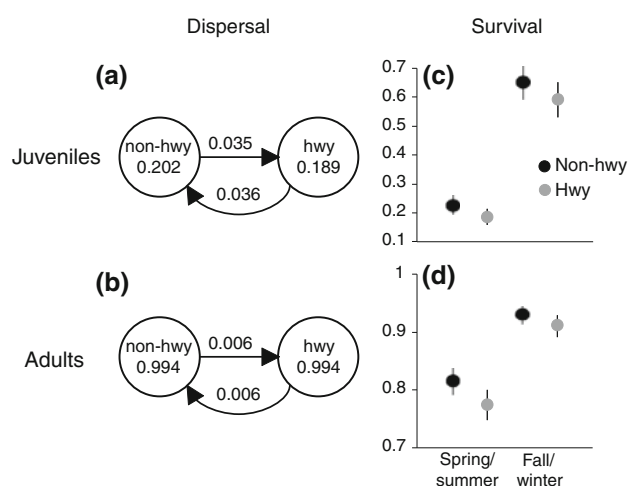 Dispersal
Survival
(a)
Juveniles
non-hwy
0.202
0.035
0.036
hwy
0.189
(c)
0.7
0.6
0.5
0.4
0.3
0.2
0.1
Non-hwy
Hwy
(b)
Adults
non-hwy
0.994
0.006
0.006
hwy
0.994
(d)
1
0.9
0.8
0.7
Spring/
summer
Fall/
winter